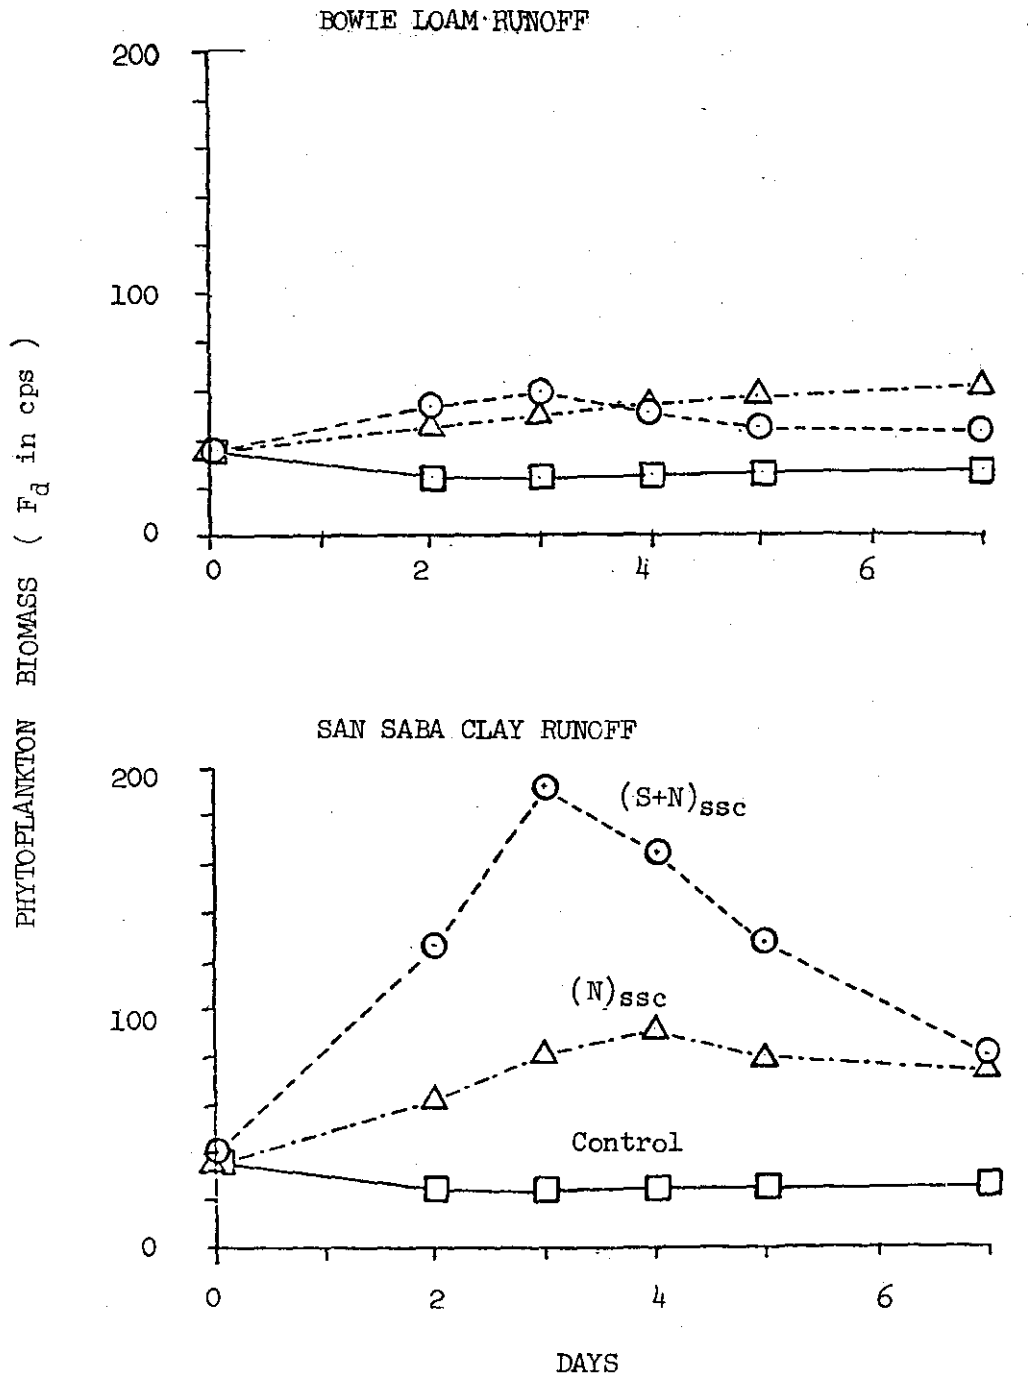 BOWIE LOAM RUNOFF
200
100
0
0 2 4 6
PHYTOPLANKTON BIOMASS ( Fd in cps )
SAN SABA CLAY RUNOFF
200
(S+N)ssc
(N)ssc
100
Control
0
0 2 4 6
DAYS